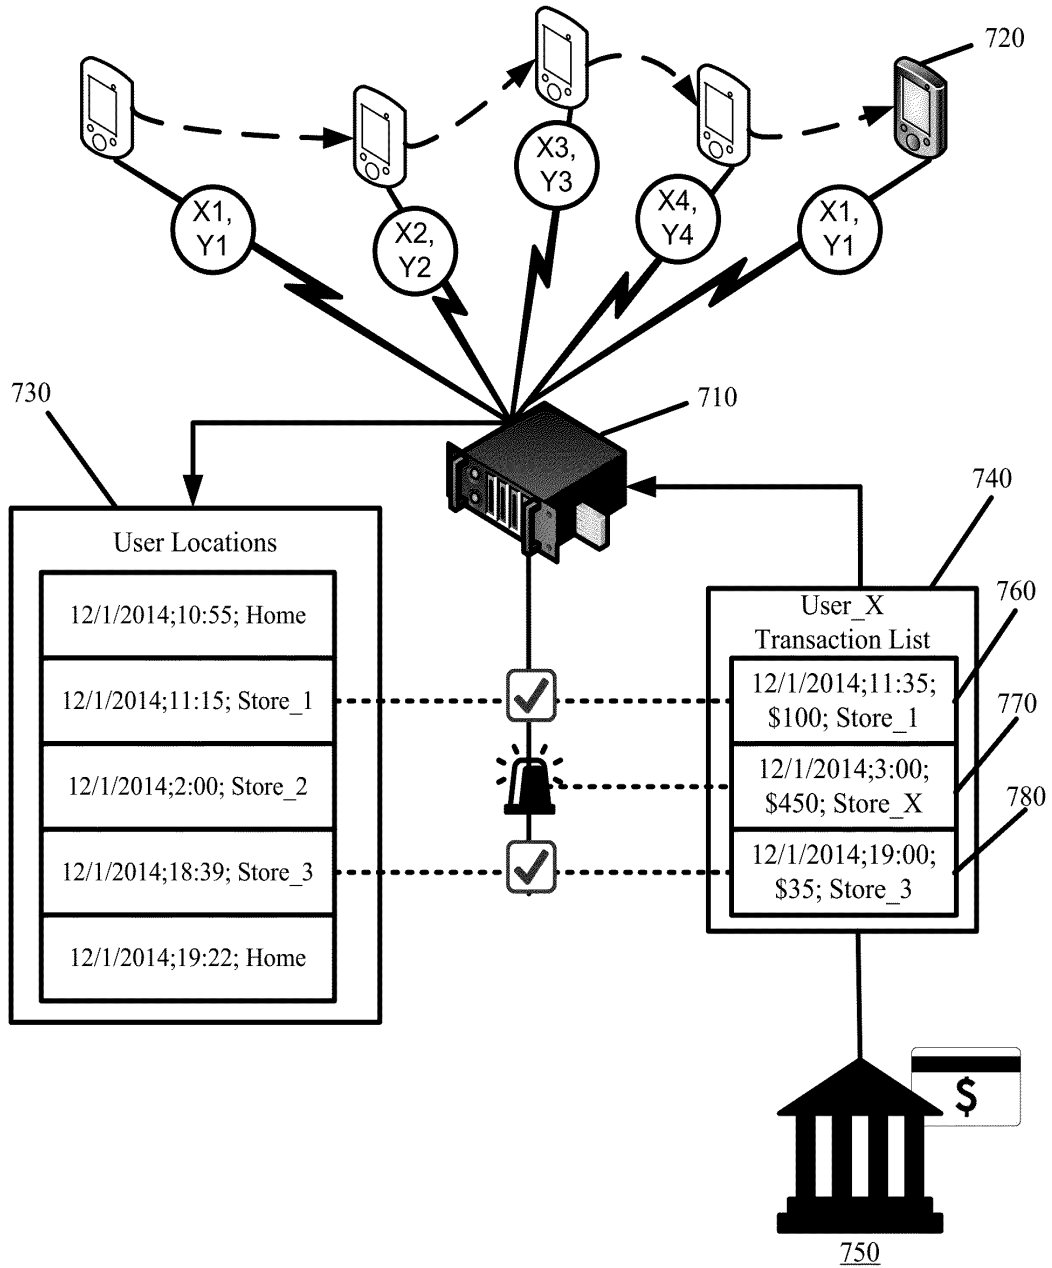 720
X1,
Y1
X2,
Y2
X3,
Y3
X4,
Y4
X1,
Y1
730
710
User Locations
12/1/2014;10:55; Home
12/1/2014;11:15; Store_1
12/1/2014;2:00; Store_2
12/1/2014;18:39; Store_3
12/1/2014;19:22; Home
740
User_X
Transaction List
760
12/1/2014;11:35;
$100; Store_1
770
12/1/2014;3:00;
$450; Store_X
780
12/1/2014;19:00;
$35; Store_3
$
750